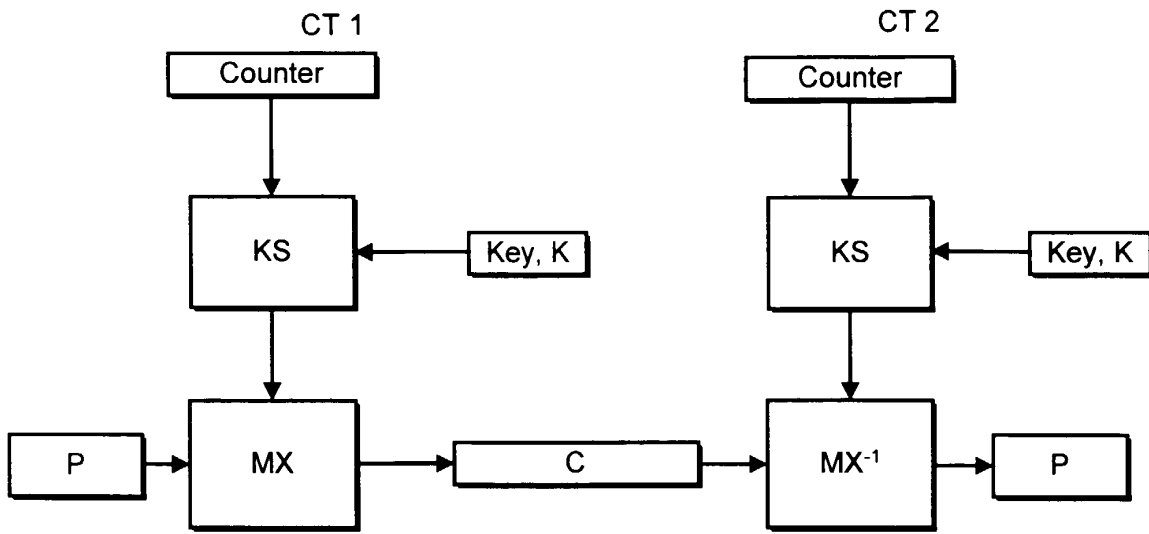 CT 1
CT 2
Counter
Counter
KS
Key, K
KS
Key, K
P
MX
C
MX⁻¹
P